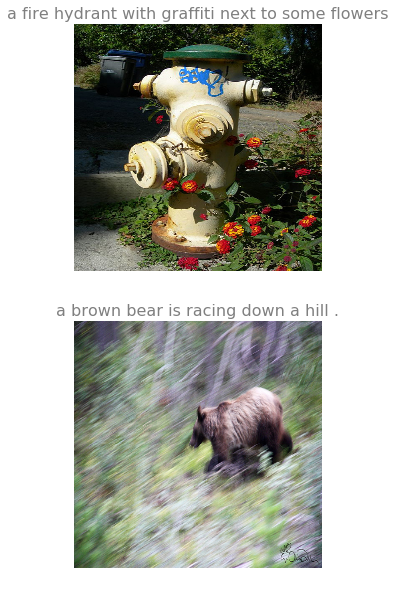 a fire hydrant with graffiti next to some flowers
a brown bear is racing down a hill .